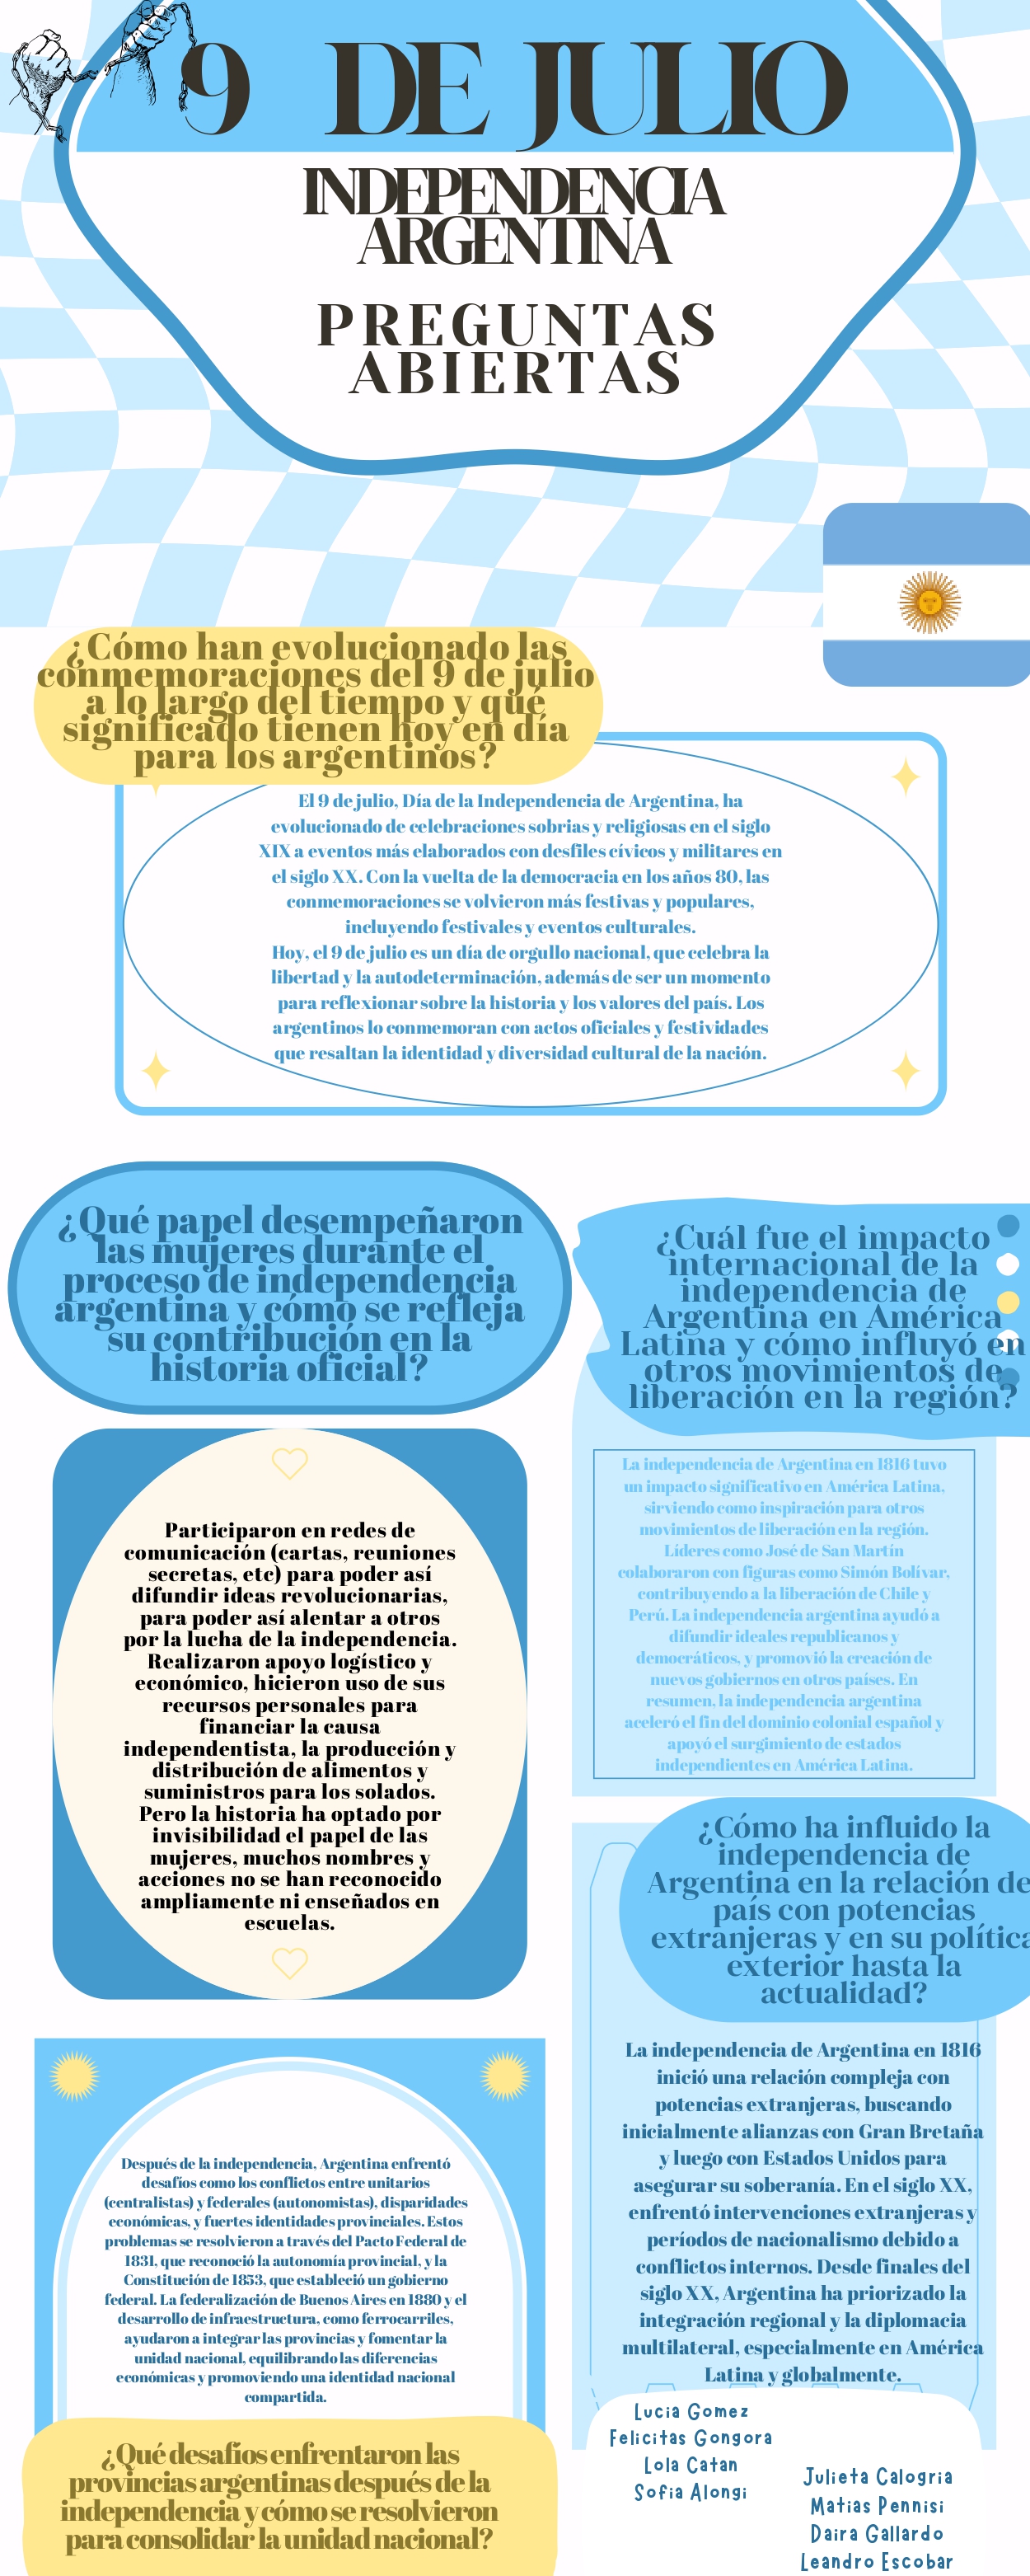 9 DE JULIO
INDEPENDENCIA
ARGENTINA
PREGUNTAS
ABIERTAS
¿Cómo han evolucionado las
conmemoraciones del 9 de julio
a lo largo del tiempo y qué
significado tienen hoy en día
para los argentinos?
El 9 de julio, Día de la Independencia de Argentina, ha
evolucionado de celebraciones sobrias y religiosas en el siglo
XIX a eventos más elaborados con desfiles cívicos y militares en
el siglo XX. Con la vuelta de la democracia en los años 80, las
conmemoraciones se volvieron más festivas y populares,
incluyendo festivales y eventos culturales.
Hoy, el 9 de julio es un día de orgullo nacional, que celebra la
libertad y la autodeterminación, además de ser un momento
para reflexionar sobre la historia y los valores del país. Los
argentinos lo conmemoran con actos oficiales y festividades
que resaltan la identidad y diversidad cultural de la nación.
¿Qué papel desempeñaron
las mujeres durante el
proceso de independencia
argentina y cómo se refleja
su contribución en la
historia oficial?
Participaron en redes de
comunicación (cartas, reuniones
secretas, etc) para poder así
difundir ideas revolucionarias,
para poder así alentar a otros
por la lucha de la independencia.
Realizaron apoyo logístico y
económico, hicieron uso de sus
recursos personales para
financiar la causa
independentista, la producción y
distribución de alimentos y
suministros para los solados.
Pero la historia ha optado por
invisibilidad el papel de las
mujeres, muchos nombres y
acciones no se han reconocido
ampliamente ni enseñados en
escuelas.
¿Cuál fue el impacto
internacional de la
independencia de
Argentina en América
Latina y cómo influyó en
otros movimientos de
liberación en la región?
La independencia de Argentina en 1816 tuvo
un impacto significativo en América Latina,
sirviendo como inspiración para otros
movimientos de liberación en la región.
Líderes como José de San Martín
colaboraron con figuras como Simón Bolívar,
contribuyendo a la liberación de Chile y
Perú. La independencia argentina ayudó a
difundir ideales republicanos y
democráticos, y promovió la creación de
nuevos gobiernos en otros países. En
resumen, la independencia argentina
aceleró el fin del dominio colonial español y
apoyó el surgimiento de estados
independientes en América Latina.
¿Cómo ha influido la
independencia de
Argentina en la relación de
país con potencias
extranjeras y en su política
exterior hasta la
actualidad?
La independencia de Argentina en 1816
inició una relación compleja con
potencias extranjeras, buscando
inicialmente alianzas con Gran Bretaña
y luego con Estados Unidos para
asegurar su soberanía. En el siglo XX,
enfrentó intervenciones extranjeras y
períodos de nacionalismo debido a
conflictos internos. Desde finales del
siglo XX, Argentina ha priorizado la
integración regional y la diplomacia
multilateral, especialmente en América
Latina y globalmente.
Después de la independencia, Argentina enfrentó
desafíos como los conflictos entre unitarios
(centralistas) y federales (autonomistas), disparidades
económicas, y fuertes identidades provinciales. Estos
problemas se resolvieron a través del Pacto Federal de
1831, que reconoció la autonomía provincial, y la
Constitución de 1853, que estableció un gobierno
federal. La federalización de Buenos Aires en 1880 y el
desarrollo de infraestructura, como ferrocarriles,
ayudaron a integrar las provincias y fomentar la
unidad nacional, equilibrando las diferencias
económicas y promoviendo una identidad nacional
compartida.
¿Qué desafíos enfrentaron las
provincias argentinas después de la
independencia y cómo se resolvieron
para consolidar la unidad nacional?
Lucia Gomez
Felicitas Gongora
Lola Catan
Sofia Alongi
Julieta Calogria
Matias Pennisi
Daira Gallardo
Leandro Escobar